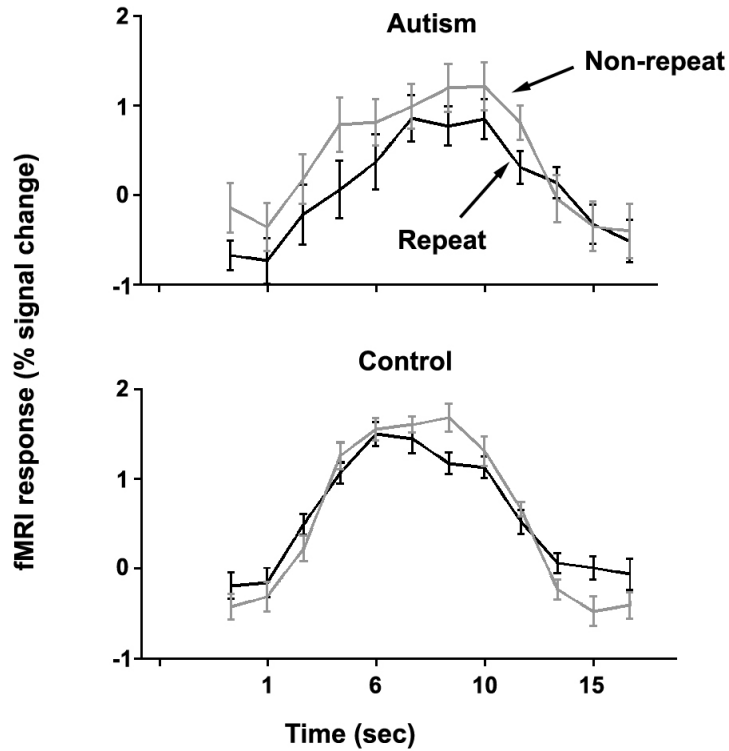 Autism
2
1
0
-1
Non-repeat
Repeat
fMRI response (% signal change)
Control
2
1
0
-1
1 6 10 15
Time (sec)